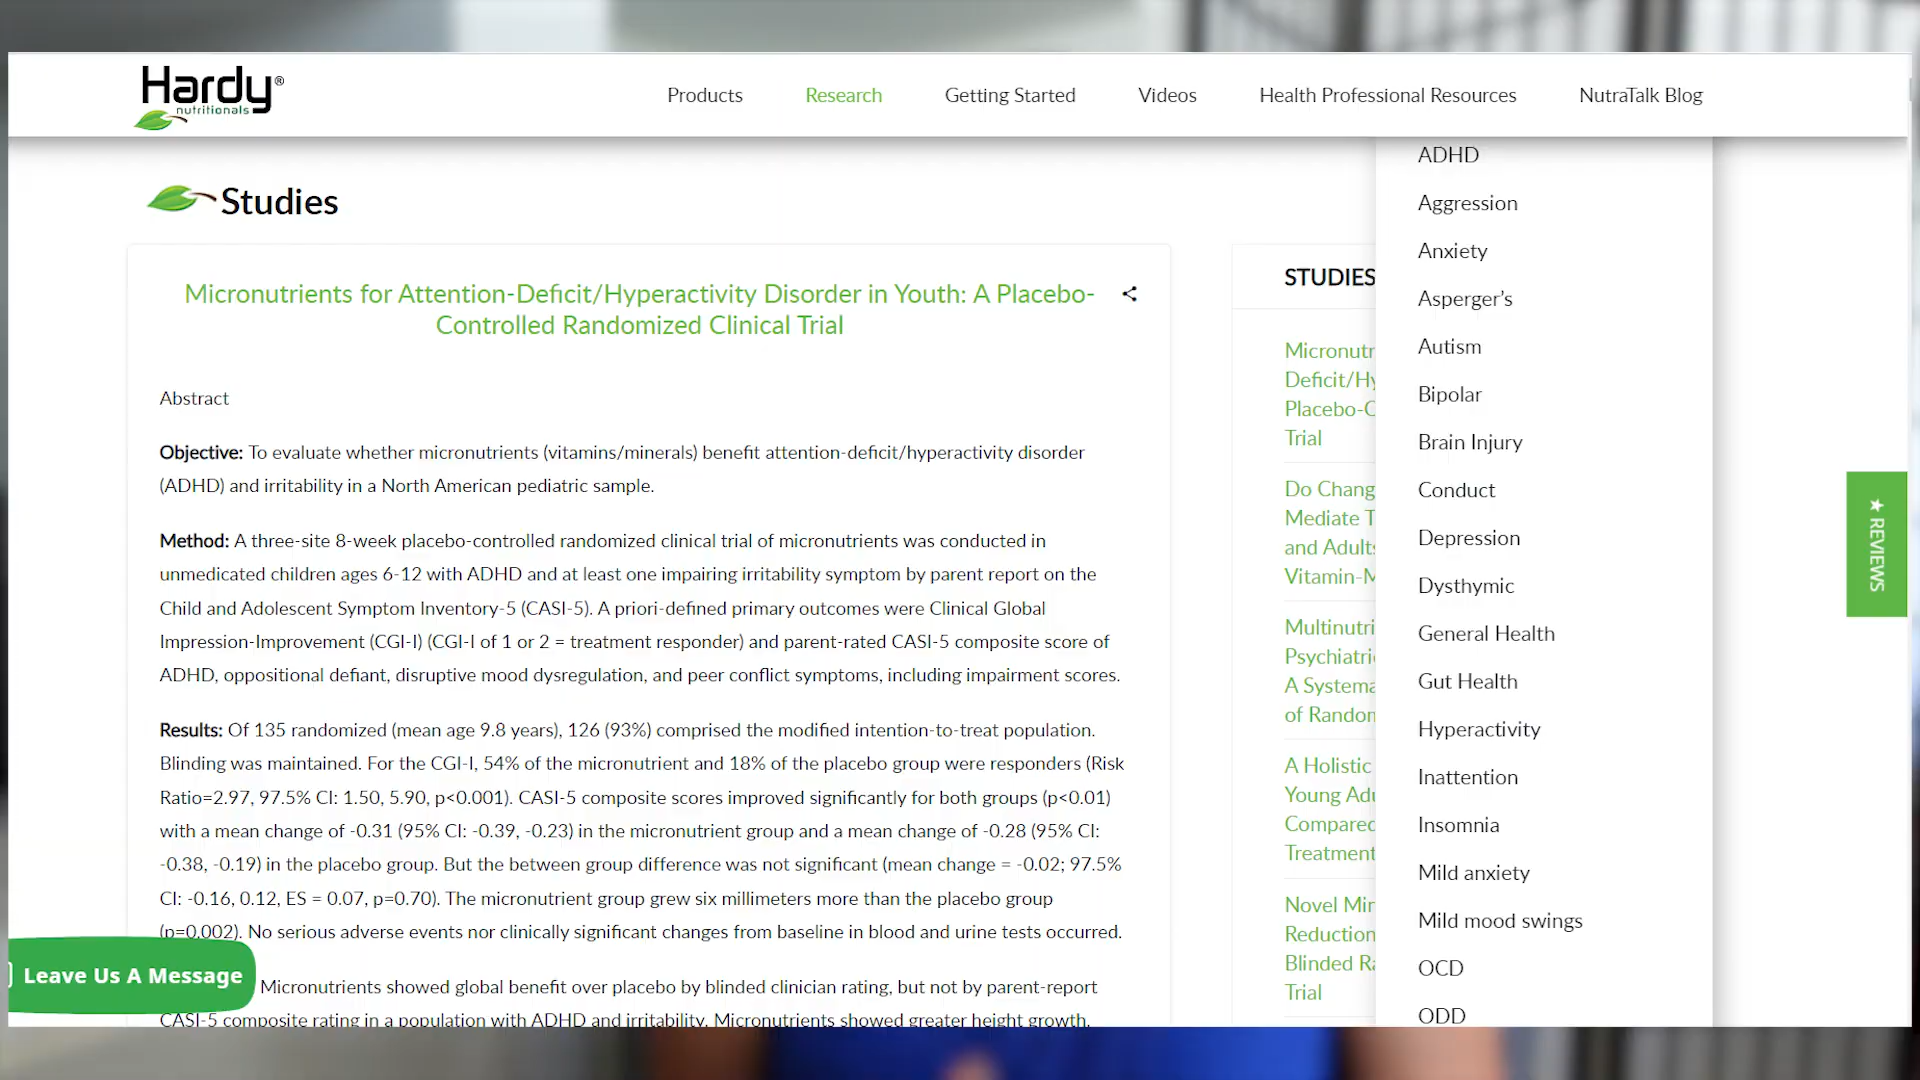 Hardy®
nutritionals
Products
Research
Getting Started
Videos
Health Professional Resources
NutraTalk Blog
Studies
Micronutrients for Attention-Deficit/Hyperactivity Disorder in Youth: A Placebo-
Controlled Randomized Clinical Trial
Abstract
Objective: To evaluate whether micronutrients (vitamins/minerals) benefit attention-deficit/hyperactivity disorder
(ADHD) and irritability in a North American pediatric sample.
Method: A three-site 8-week placebo-controlled randomized clinical trial of micronutrients was conducted in
unmedicated children ages 6-12 with ADHD and at least one impairing irritability symptom by parent report on the
Child and Adolescent Symptom Inventory-5 (CASI-5). A priori-defined primary outcomes were Clinical Global
Impression-Improvement (CGI-I) (CGI-I of 1 or 2 = treatment responder) and parent-rated CASI-5 composite score of
ADHD, oppositional defiant, disruptive mood dysregulation, and peer conflict symptoms, including impairment scores.
Results: Of 135 randomized (mean age 9.8 years), 126 (93%) comprised the modified intention-to-treat population.
Blinding was maintained. For the CGI-I, 54% of the micronutrient and 18% of the placebo group were responders (Risk
Ratio=2.97, 97.5% CI: 1.50, 5.90, p<0.001). CASI-5 composite scores improved significantly for both groups (p<0.01)
with a mean change of -0.31 (95% CI: -0.39, -0.23) in the micronutrient group and a mean change of -0.28 (95% CI:
-0.38, -0.19) in the placebo group. But the between group difference was not significant (mean change = -0.02; 97.5%
CI: -0.16, 0.12, ES = 0.07, p=0.70). The micronutrient group grew six millimeters more than the placebo group
(p=0.002). No serious adverse events nor clinically significant changes from baseline in blood and urine tests occurred.
Micronutrients showed global benefit over placebo by blinded clinician rating, but not by parent-report
CASI-5 composite rating in a population with ADHD and irritability. Micronutrients showed greater height growth.
Leave Us A Message
STUDIES
Micronutr
Deficit/Hy
Placebo-C
Trial
Do Chang
Mediate T
and Adults
Vitamin-M
Multinutri
Psychiatri
A Systema
of Randon
A Holistic
Young Adu
Compared
Treatment
Novel Mir
Reduction
Blinded Ra
Trial
ADHD
Aggression
Anxiety
Asperger's
Autism
Bipolar
Brain Injury
Conduct
Depression
Dysthymic
General Health
Gut Health
Hyperactivity
Inattention
Insomnia
Mild anxiety
Mild mood swings
OCD
ODD
★ REVIEWS